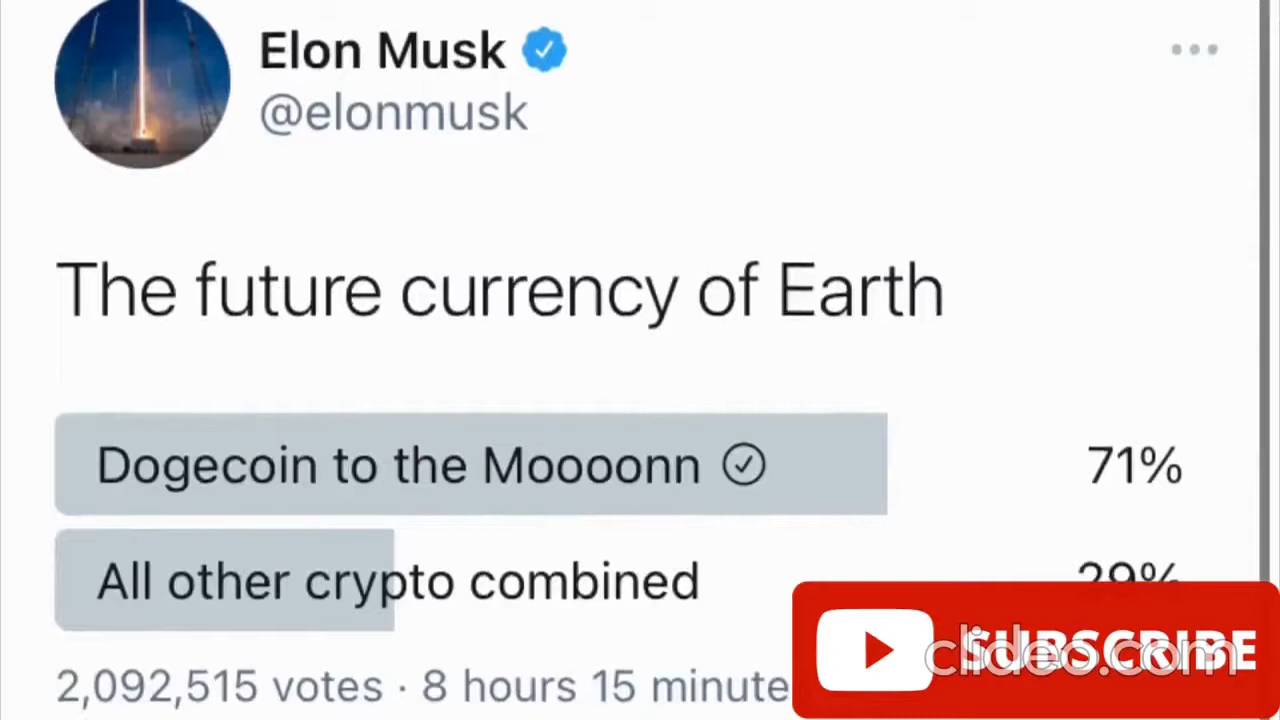 Elon Musk
@elonmusk
The future currency of Earth
Dogecoin to the Moooonn 71%
All other crypto combined 29%
2,092,515 votes · 8 hours 15 minute
SUBSCRIBE
clideo.com